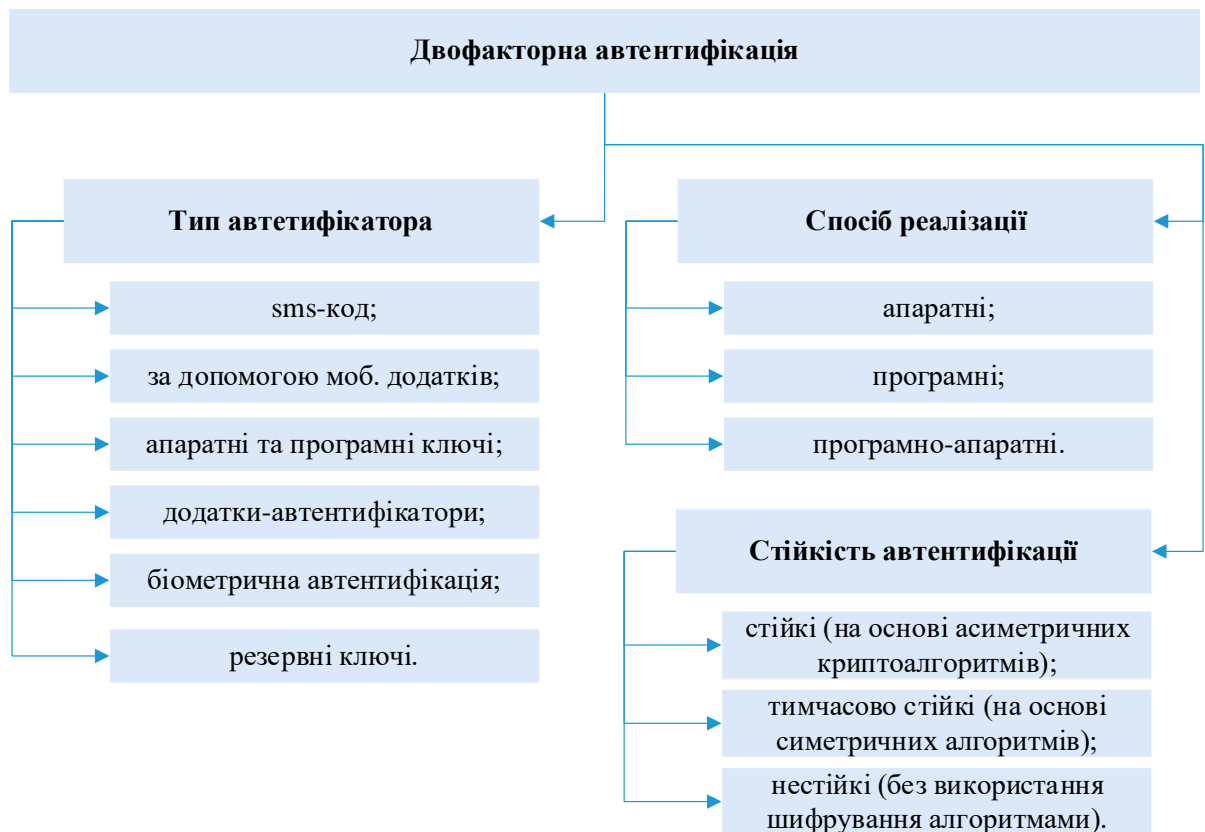 Двофакторна автентифікація
Тип автетифікатора
sms-код;
за допомогою моб. додатків;
апаратні та програмні ключі;
додатки-автентифікатори;
біометрична автентифікація;
резервні ключі.
Спосіб реалізації
апаратні;
програмні;
програмно-апаратні.
Стійкість автентифікації
стійкі (на основі асиметричних
криптоалгоритмів);
тимчасово стійкі (на основі
симетричних алгоритмів);
нестійкі (без використання
шифрування алгоритмами).